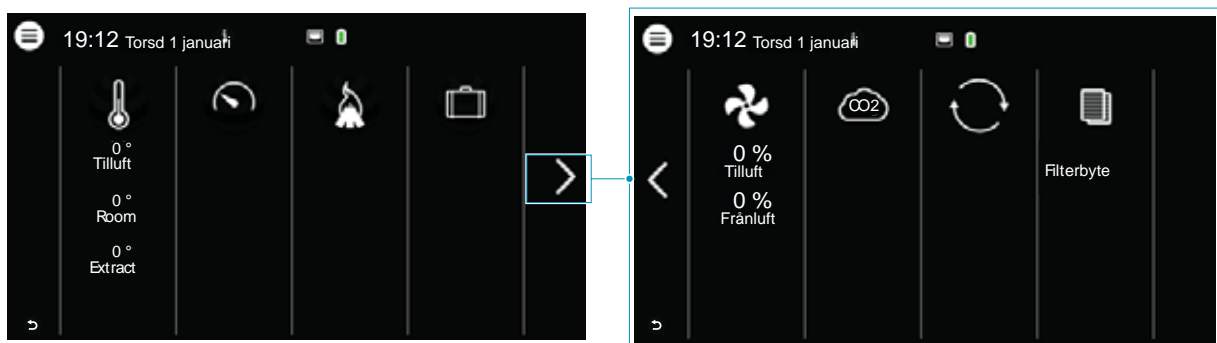 19:12 Torsd 1 januari
0 °
Tilluft
0 °
Room
0 °
Extract
19:12 Torsd 1 januari
CO2
0 %
Tilluft
0 %
Frånluft
Filterbyte